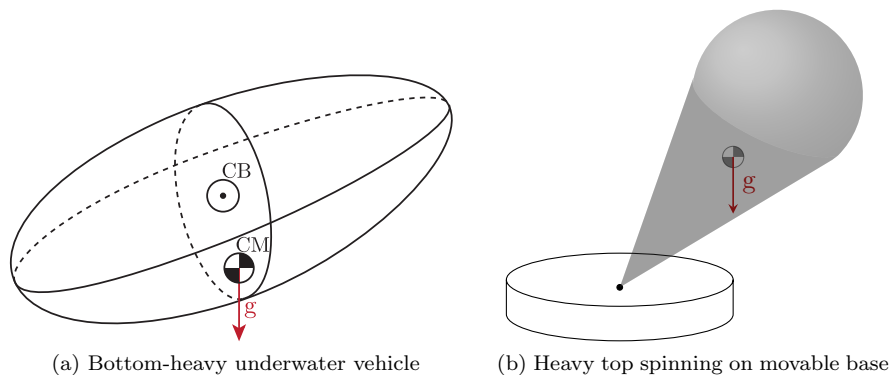 CB
CM
g
g
(a) Bottom-heavy underwater vehicle
(b) Heavy top spinning on movable base